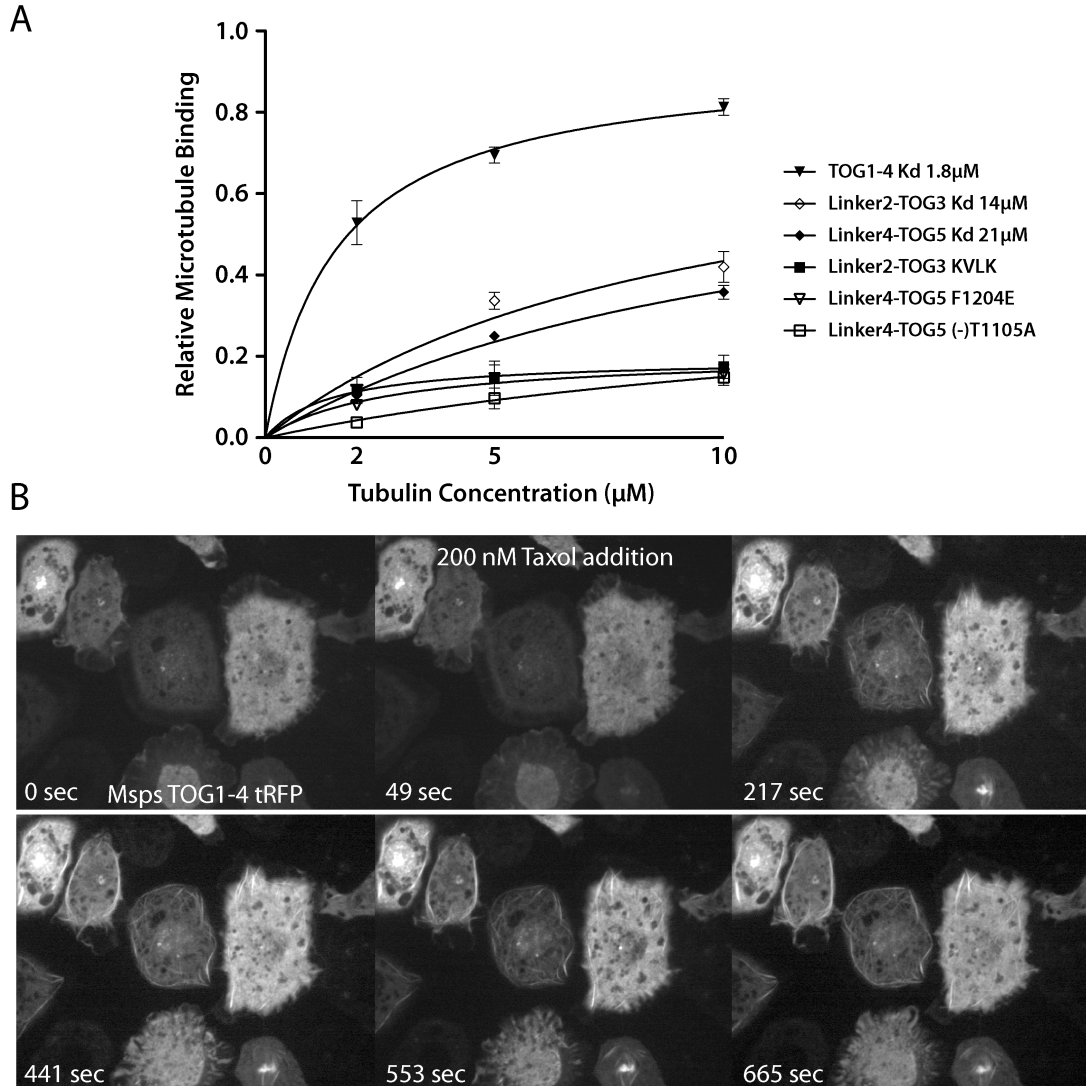 A
Relative Microtubule Binding
1.0
0.8
0.6
0.4
0.2
0.0
0
2
5
10
Tubulin Concentration (µM)
TOG1-4 Kd 1.8µM
Linker2-TOG3 Kd 14µM
Linker4-TOG5 Kd 21µM
Linker2-TOG3 KVLK
Linker4-TOG5 F1204E
Linker4-TOG5 (-)T1105A
B
200 nM Taxol addition
0 sec
Msps TOG1-4 tRFP
49 sec
217 sec
441 sec
553 sec
665 sec